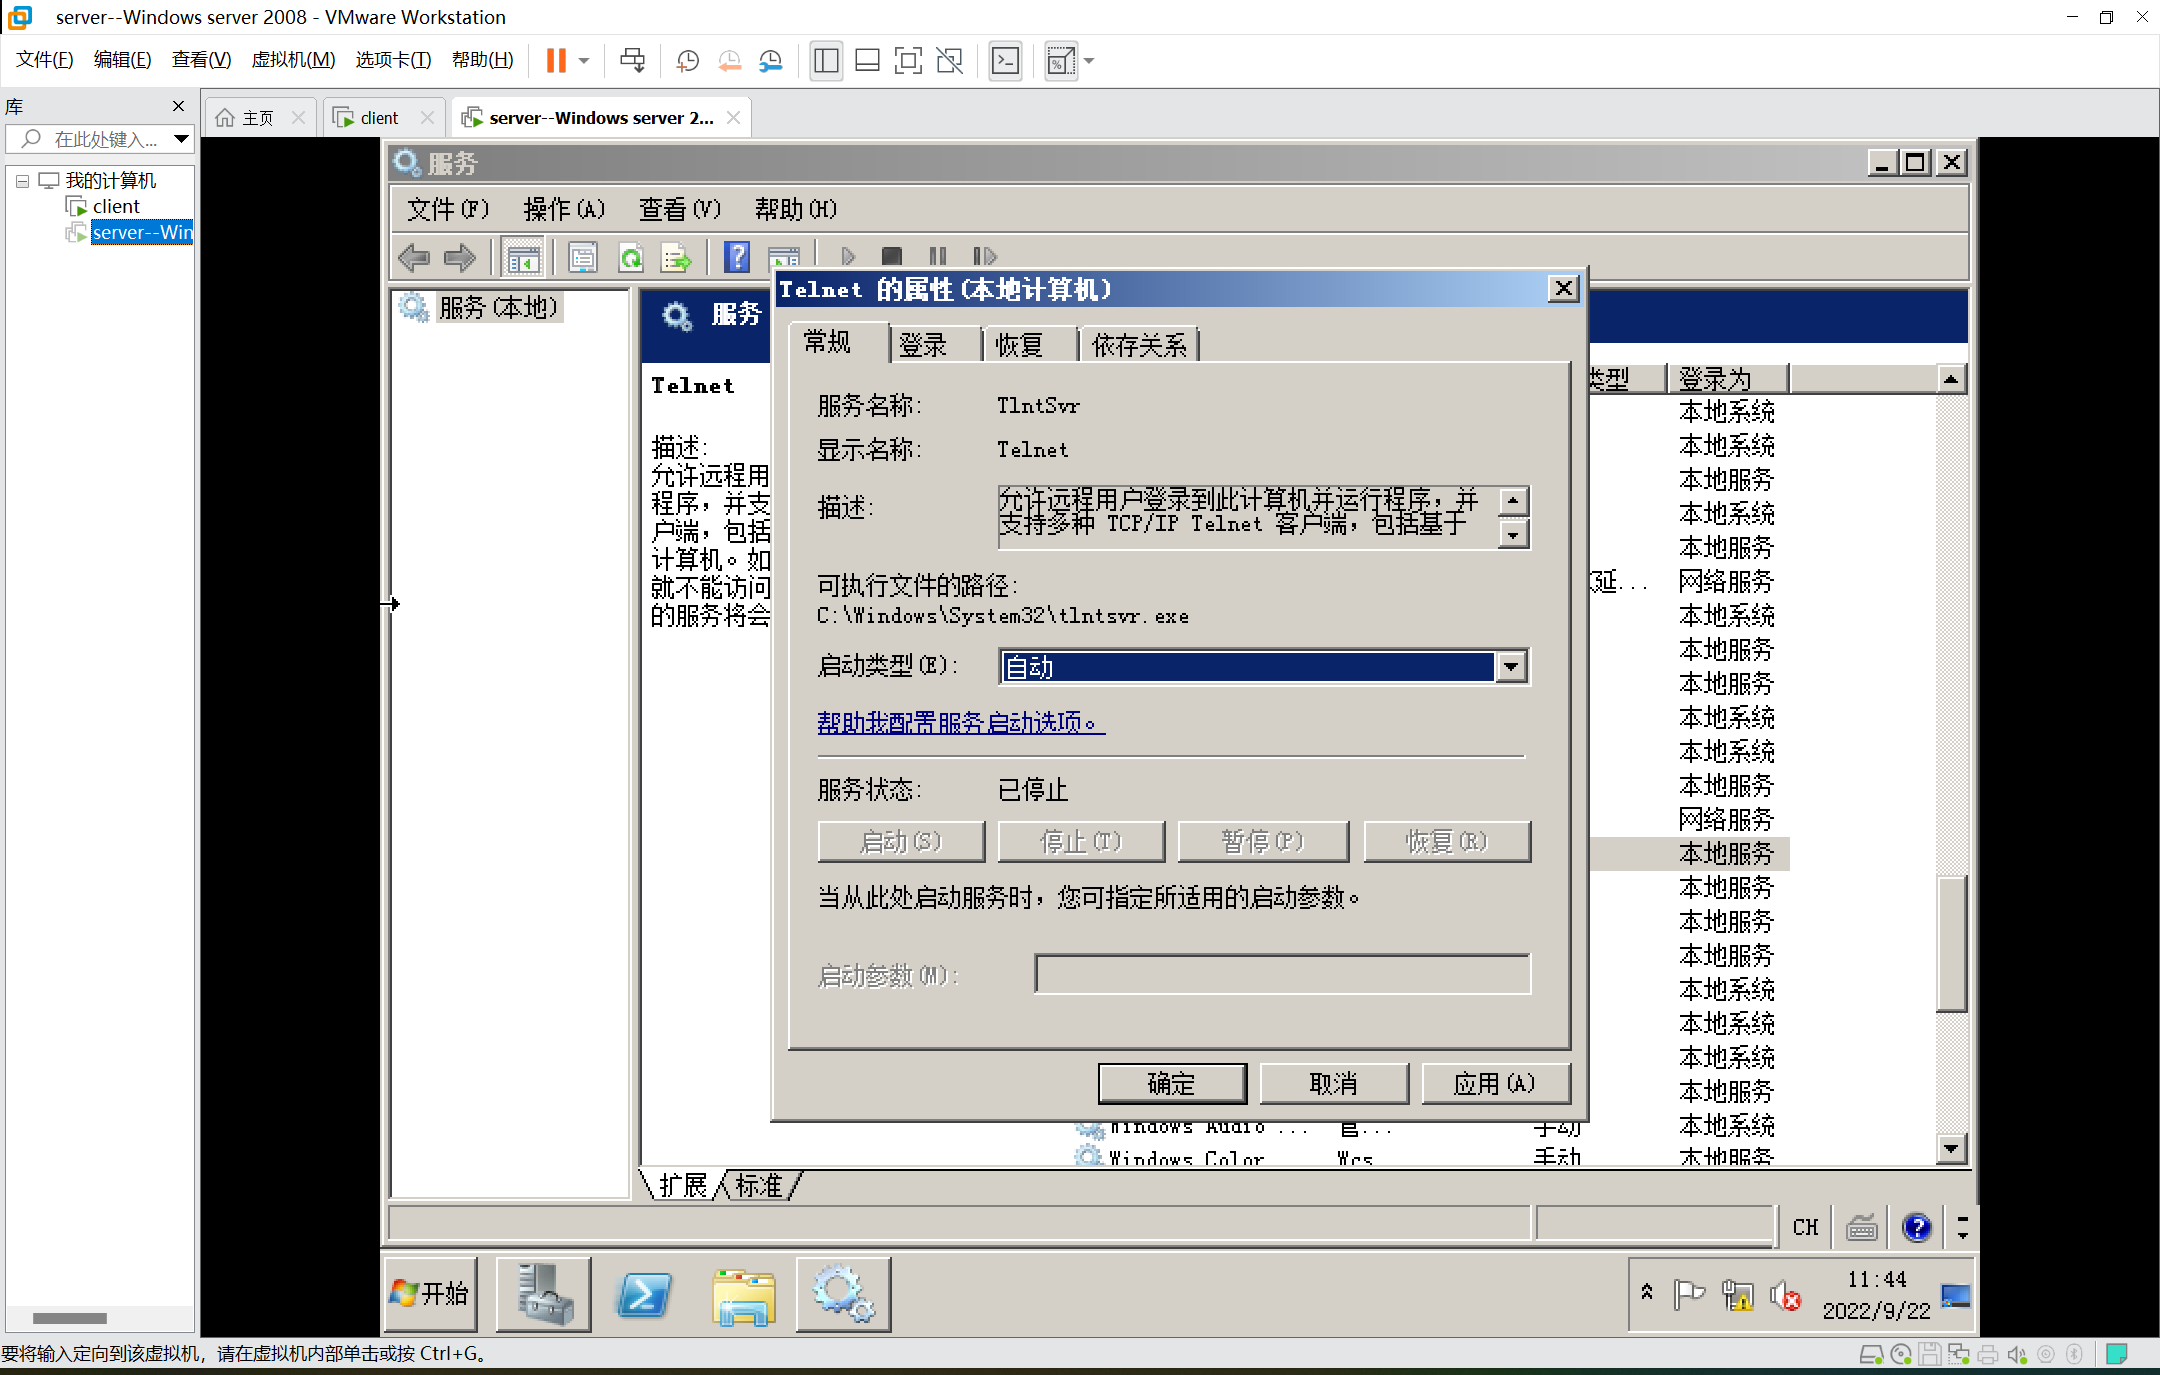 server--Windows server 2008 - VMware Workstation
文件(F) 编辑(E) 查看(V) 虚拟机(M) 选项卡(T) 帮助(H)
库
在此处键入...
我的计算机
client
server--Win
主页
client
server--Windows server 2...
服务
文件(F) 操作(A) 查看(V) 帮助(H)
服务(本地)
服务
Telnet
描述:
允许远程用
程序，并支
户端，包括
计算机。如
就不能访问
的服务将会
Telnet 的属性(本地计算机)
常规 登录 恢复 依存关系
服务名称: TlntSvr
显示名称: Telnet
描述: 允许远程用户登录到此计算机并运行程序，并
支持多种 TCP/IP Telnet 客户端，包括基于
可执行文件的路径:
C:\Windows\System32\tlntsvr.exe
启动类型(E): 自动
帮助我配置服务启动选项。
服务状态: 已停止
启动(S) 停止(T) 暂停(P) 恢复(R)
当从此处启动服务时，您可指定所适用的启动参数。
启动参数(M):
确定 取消 应用(A)
类型 登录为
本地系统
本地系统
本地服务
本地系统
本地服务
延... 网络服务
本地系统
本地服务
本地服务
本地系统
本地系统
本地服务
网络服务
本地服务
本地服务
本地服务
本地服务
本地系统
本地系统
本地系统
本地服务
Windows Audio ... 管... 手动 本地系统
Windows Color Wcs 手动 本地服务
扩展 标准
CH
开始
11:44
2022/9/22
要将输入定向到该虚拟机，请在虚拟机内部单击或按 Ctrl+G。